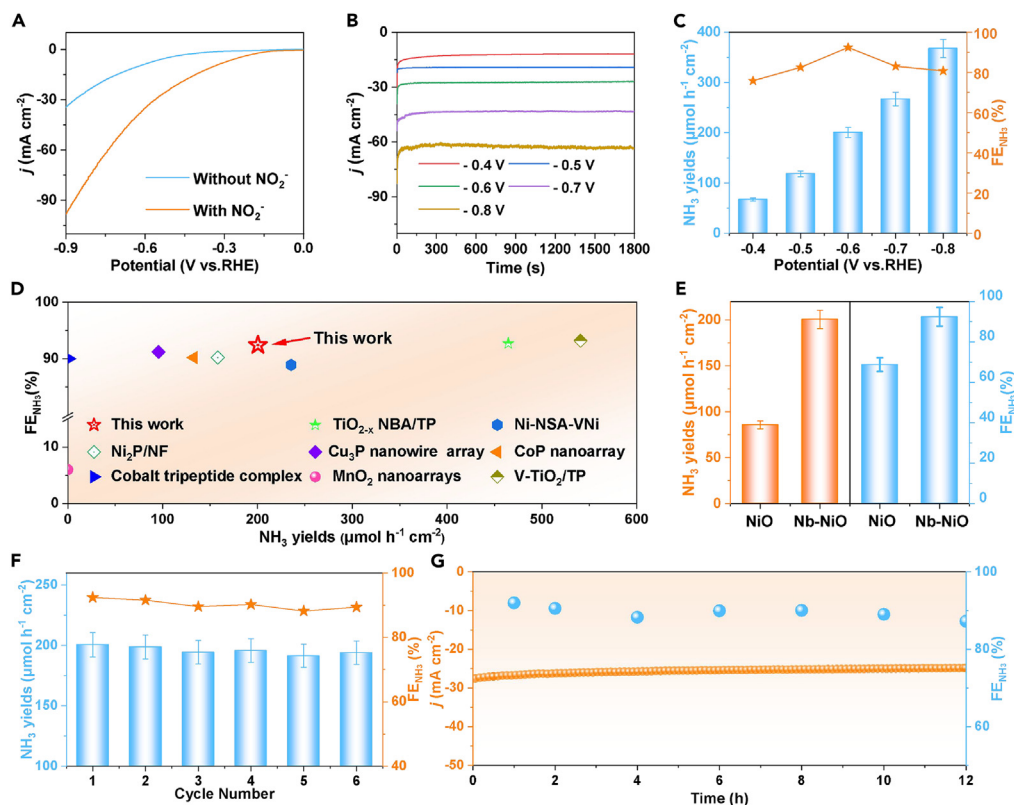 A
0
-30
-60
-90
j (mA cm⁻²)
Without NO₂⁻
With NO₂⁻
-0.9
-0.6
-0.3
0.0
Potential (V vs.RHE)
B
0
-30
-60
-90
j (mA cm⁻²)
- 0.4 V
- 0.5 V
- 0.6 V
- 0.7 V
- 0.8 V
0
300
600
900
1200
1500
1800
Time (s)
C
400
300
200
100
0
NH₃ yields (μmol h⁻¹ cm⁻²)
100
80
60
40
20
0
FE_NH₃ (%)
-0.4
-0.5
-0.6
-0.7
-0.8
Potential (V vs.RHE)
D
100
90
10
0
FE_NH₃(%)
This work
This work
TiO₂₋ₓ NBA/TP
Ni-NSA-VNi
Ni₂P/NF
Cu₃P nanowire array
CoP nanoarray
Cobalt tripeptide complex
MnO₂ nanoarrays
V-TiO₂/TP
0
100
200
300
400
500
600
NH₃ yields (μmol h⁻¹ cm⁻²)
E
200
150
100
50
0
NH₃ yields (μmol h⁻¹ cm⁻²)
100
80
60
40
20
0
FE_NH₃(%)
NiO
Nb-NiO
NiO
Nb-NiO
F
250
200
150
100
NH₃ yields (μmol h⁻¹ cm⁻²)
100
80
60
40
FE_NH₃ (%)
1
2
3
4
5
6
Cycle Number
G
0
-10
-20
-30
-40
-50
j (mA cm⁻²)
100
80
60
FE_NH₃ (%)
0
2
4
6
8
10
12
Time (h)